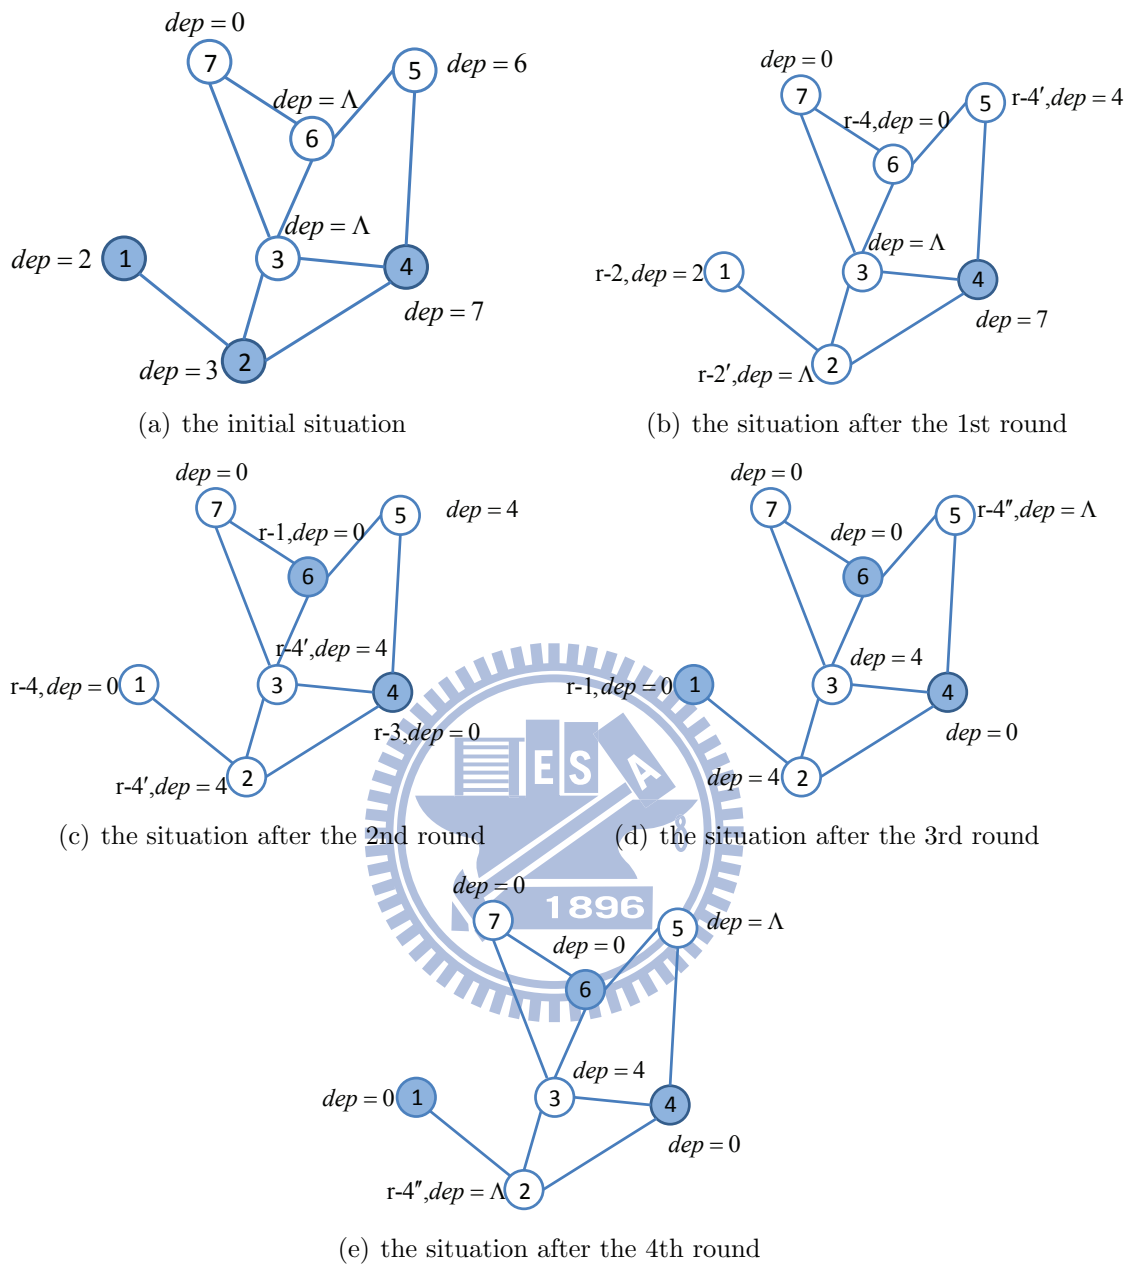 dep = 0
7
5
dep = 6
dep = Λ
6
dep = Λ
dep = 2
1
3
4
dep = 7
dep = 3
2
(a) the initial situation
dep = 0
7
5
r-4′,dep = 4
r-4,dep = 0
6
dep = Λ
r-2,dep = 2
1
3
4
dep = 7
r-2′,dep = Λ
2
(b) the situation after the 1st round
dep = 0
7
5
dep = 4
r-1,dep = 0
6
r-4′,dep = 4
r-4,dep = 0
1
3
4
r-3,dep = 0
r-4′,dep = 4
2
(c) the situation after the 2nd round
dep = 0
7
5
r-4″,dep = Λ
dep = 0
6
dep = 4
r-1,dep = 0
1
3
4
dep = 0
dep = 4
2
(d) the situation after the 3rd round
E S A
1896
dep = 0
7
5
dep = Λ
dep = 0
6
dep = 4
dep = 0
1
3
4
dep = 0
r-4″,dep = Λ
2
(e) the situation after the 4th round